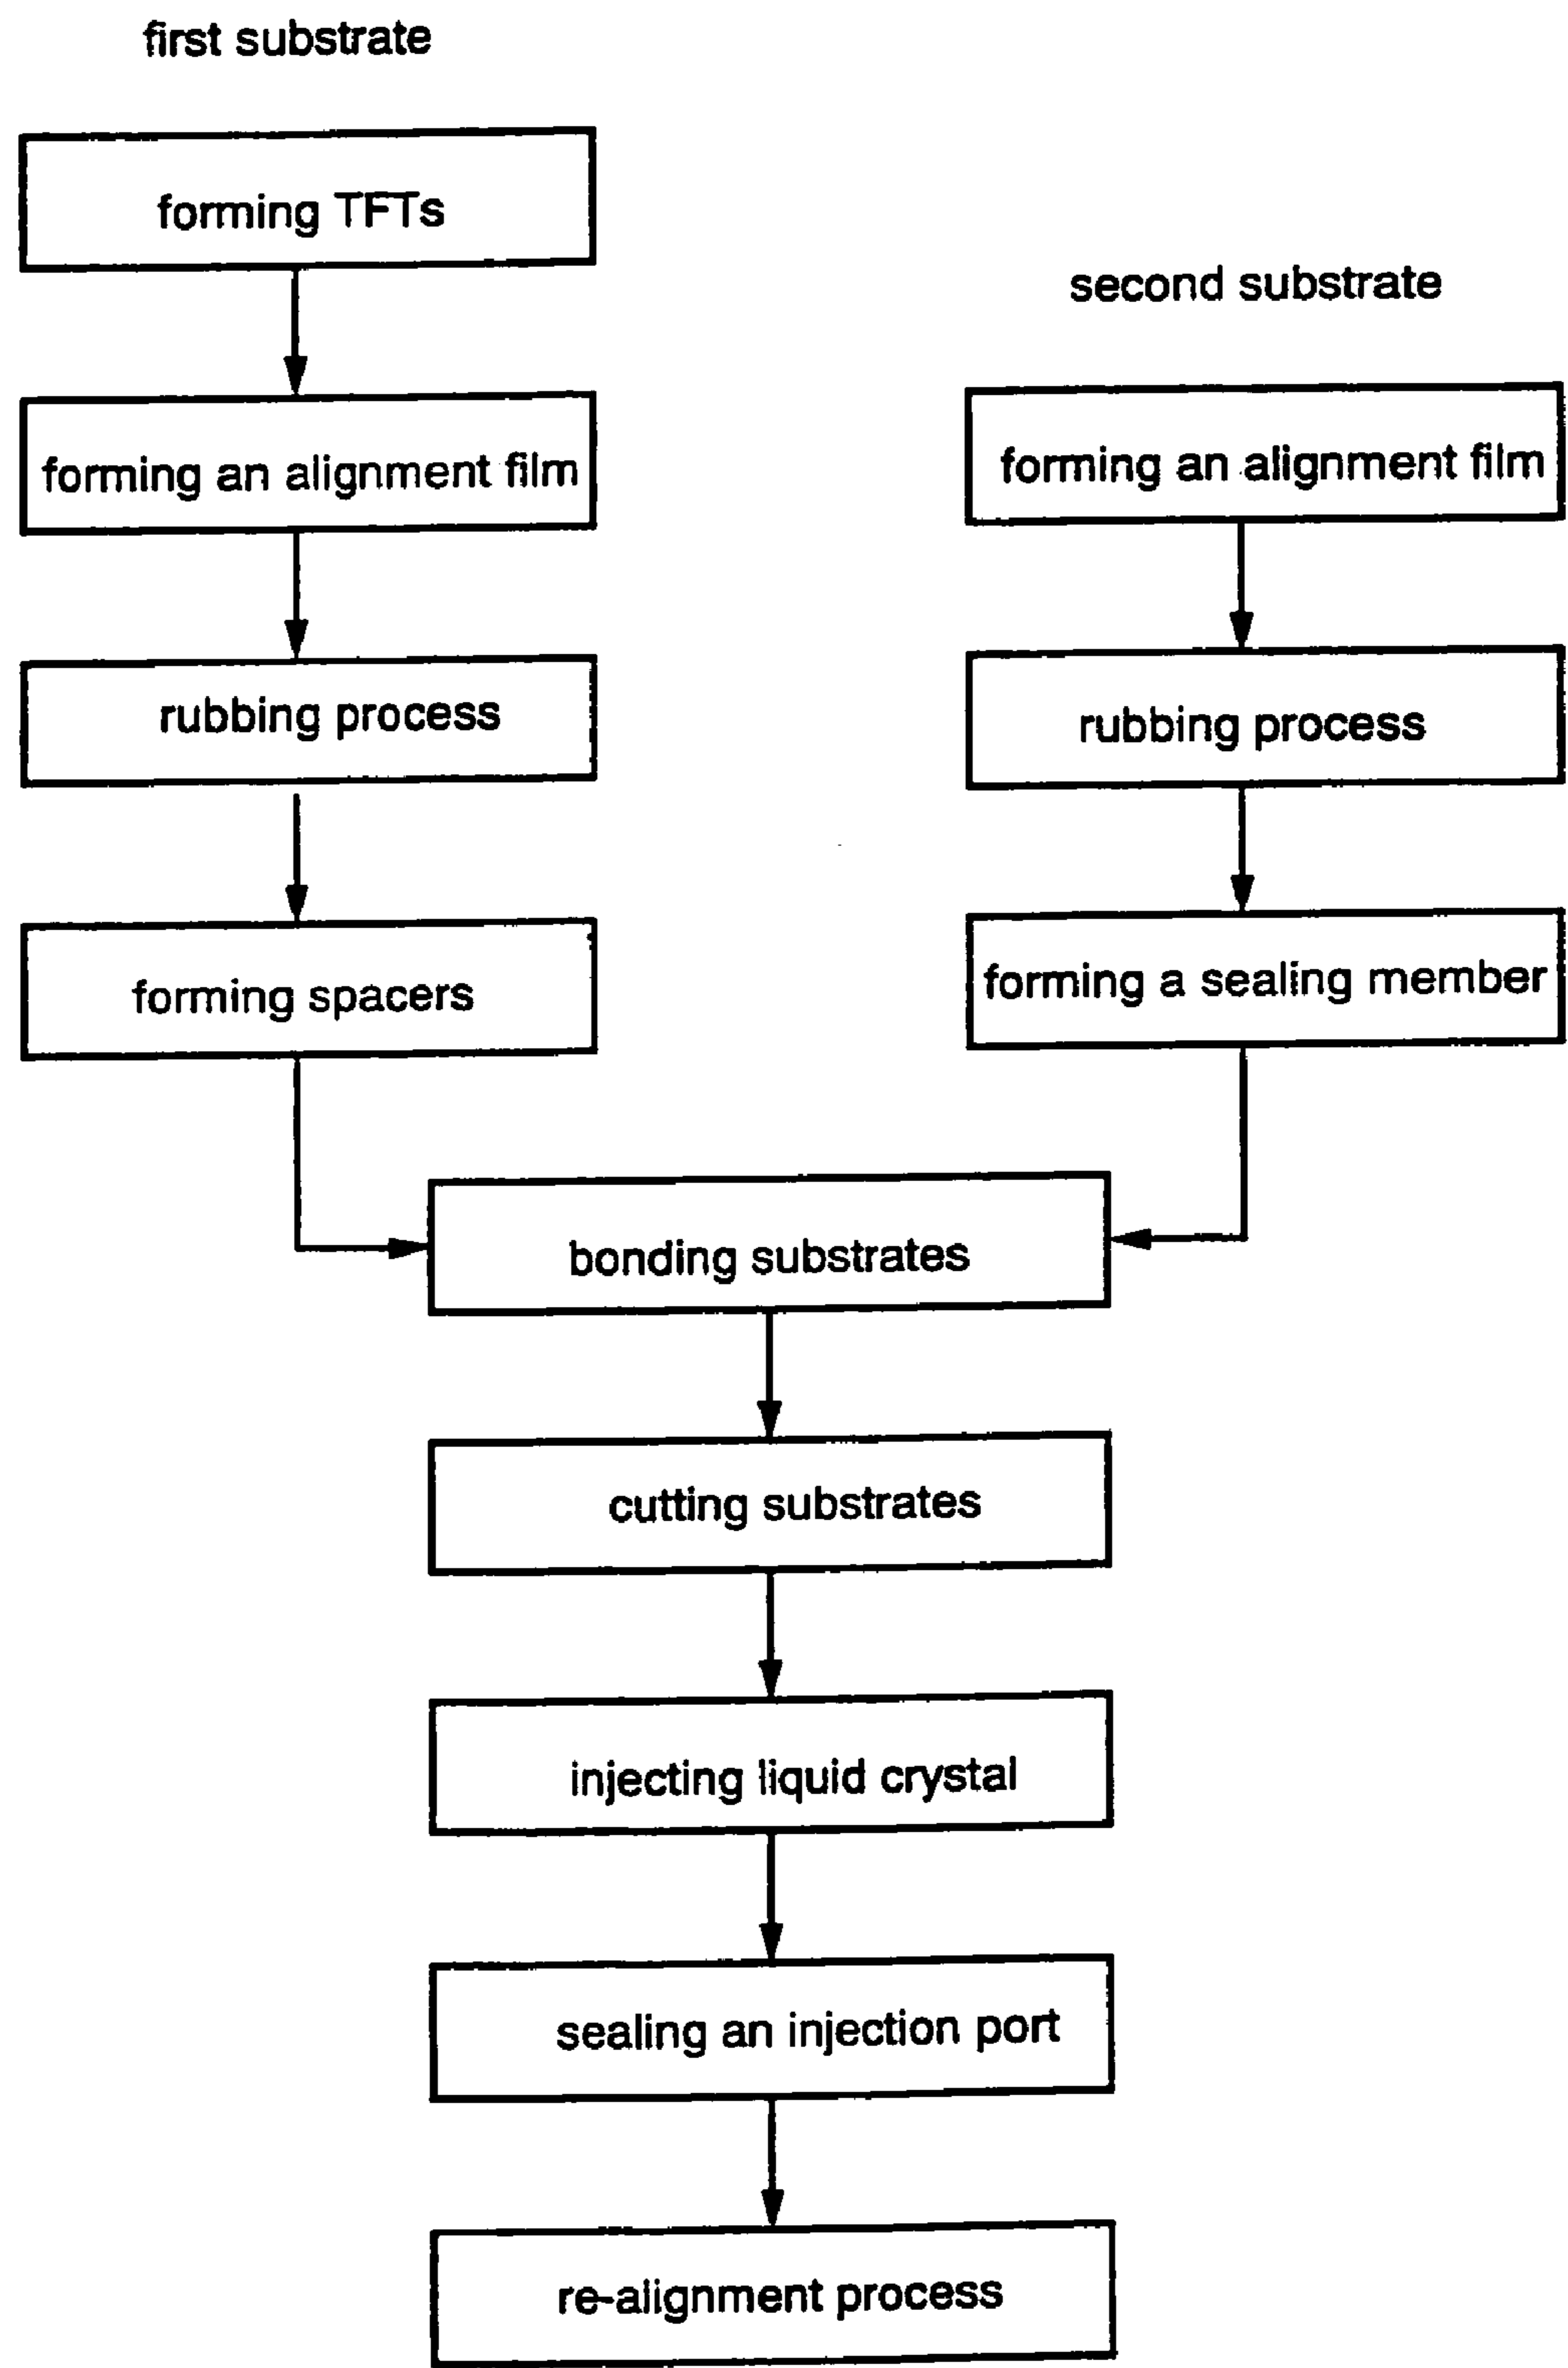 first substrate
forming TFTs
forming an alignment film
rubbing process
forming spacers
second substrate
forming an alignment film
rubbing process
forming a sealing member
bonding substrates
cutting substrates
injecting liquid crystal
sealing an injection port
re-alignment process